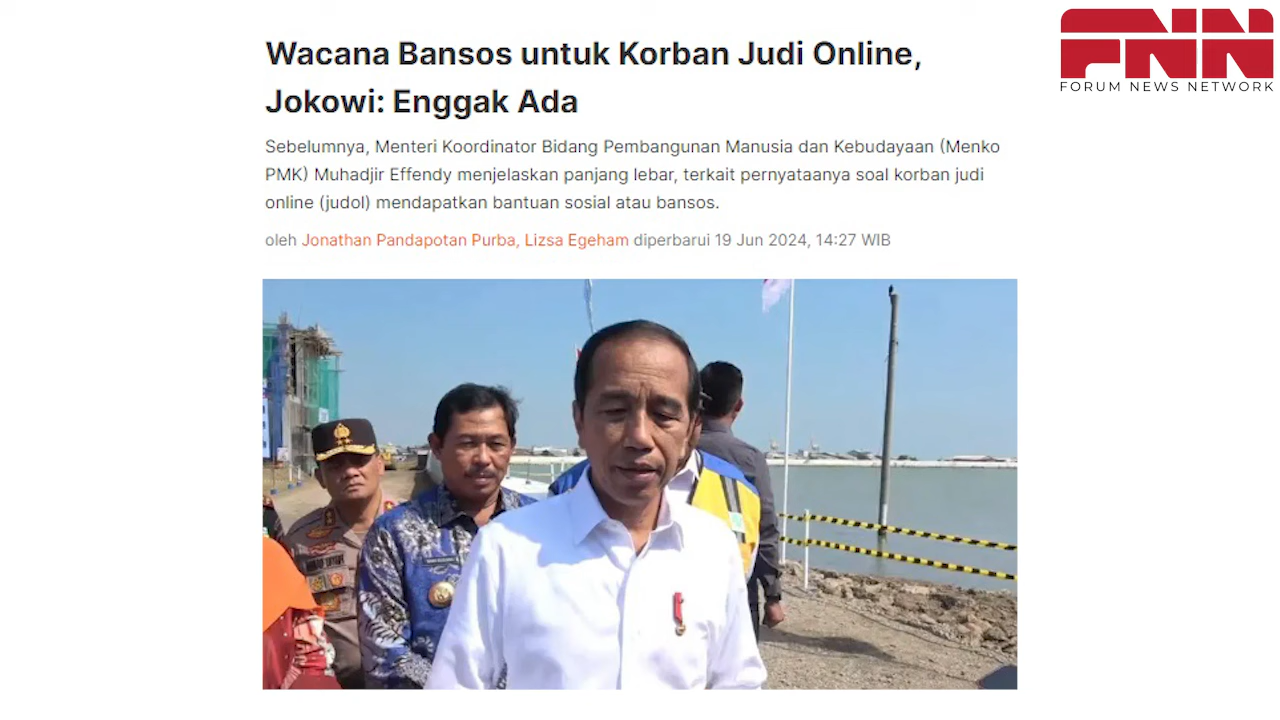 FNN
FORUM NEWS NETWORK
Wacana Bansos untuk Korban Judi Online,
Jokowi: Enggak Ada
Sebelumnya, Menteri Koordinator Bidang Pembangunan Manusia dan Kebudayaan (Menko
PMK) Muhadjir Effendy menjelaskan panjang lebar, terkait pernyataanya soal korban judi
online (judol) mendapatkan bantuan sosial atau bansos.
oleh Jonathan Pandapotan Purba, Lizsa Egeham diperbarui 19 Jun 2024, 14:27 WIB